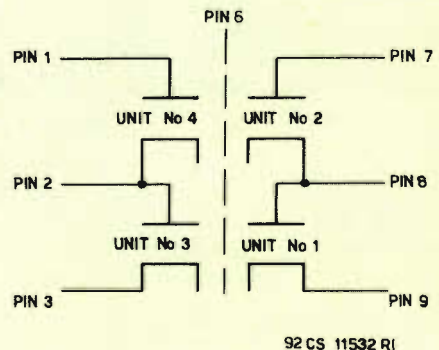 PIN 6
PIN 1
PIN 7
UNIT No 4
UNIT No 2
PIN 2
PIN 8
UNIT No 3
UNIT No 1
PIN 3
PIN 9
92 CS 11532 RI